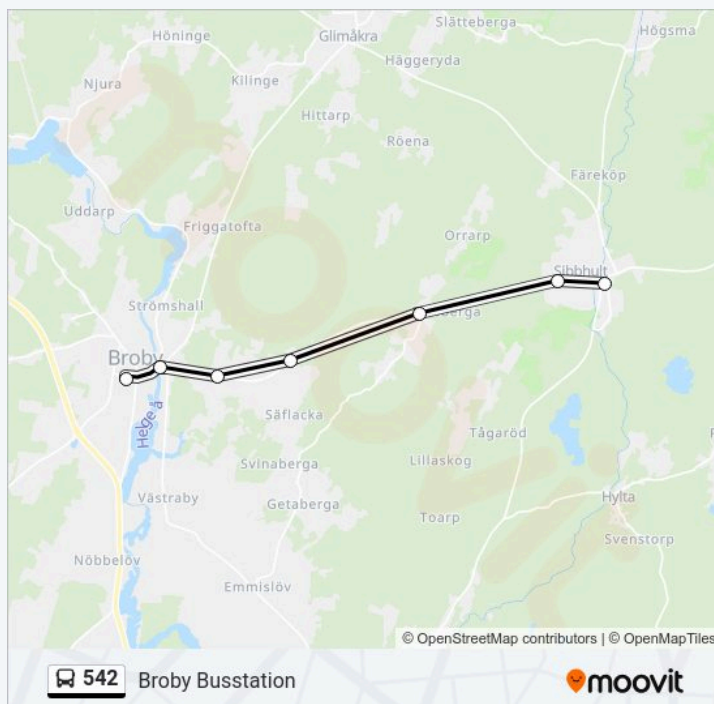 Slätteberga
Högsma
Höninge
Glimåkra
Häggeryda
Njura
Kilinge
Hittarp
Röena
Färeköp
Uddarp
Friggatofta
Orrarp
Sibbhult
Strömshall
Broby
Helge å
Säflacka
Tågaröd
Svinaberga
Lillaskog
Västraby
Getaberga
Hylta
Toarp
Svenstorp
Nöbbelöv
Emmislöv
© OpenStreetMap contributors | © OpenMapTiles
542 Broby Busstation
moovit